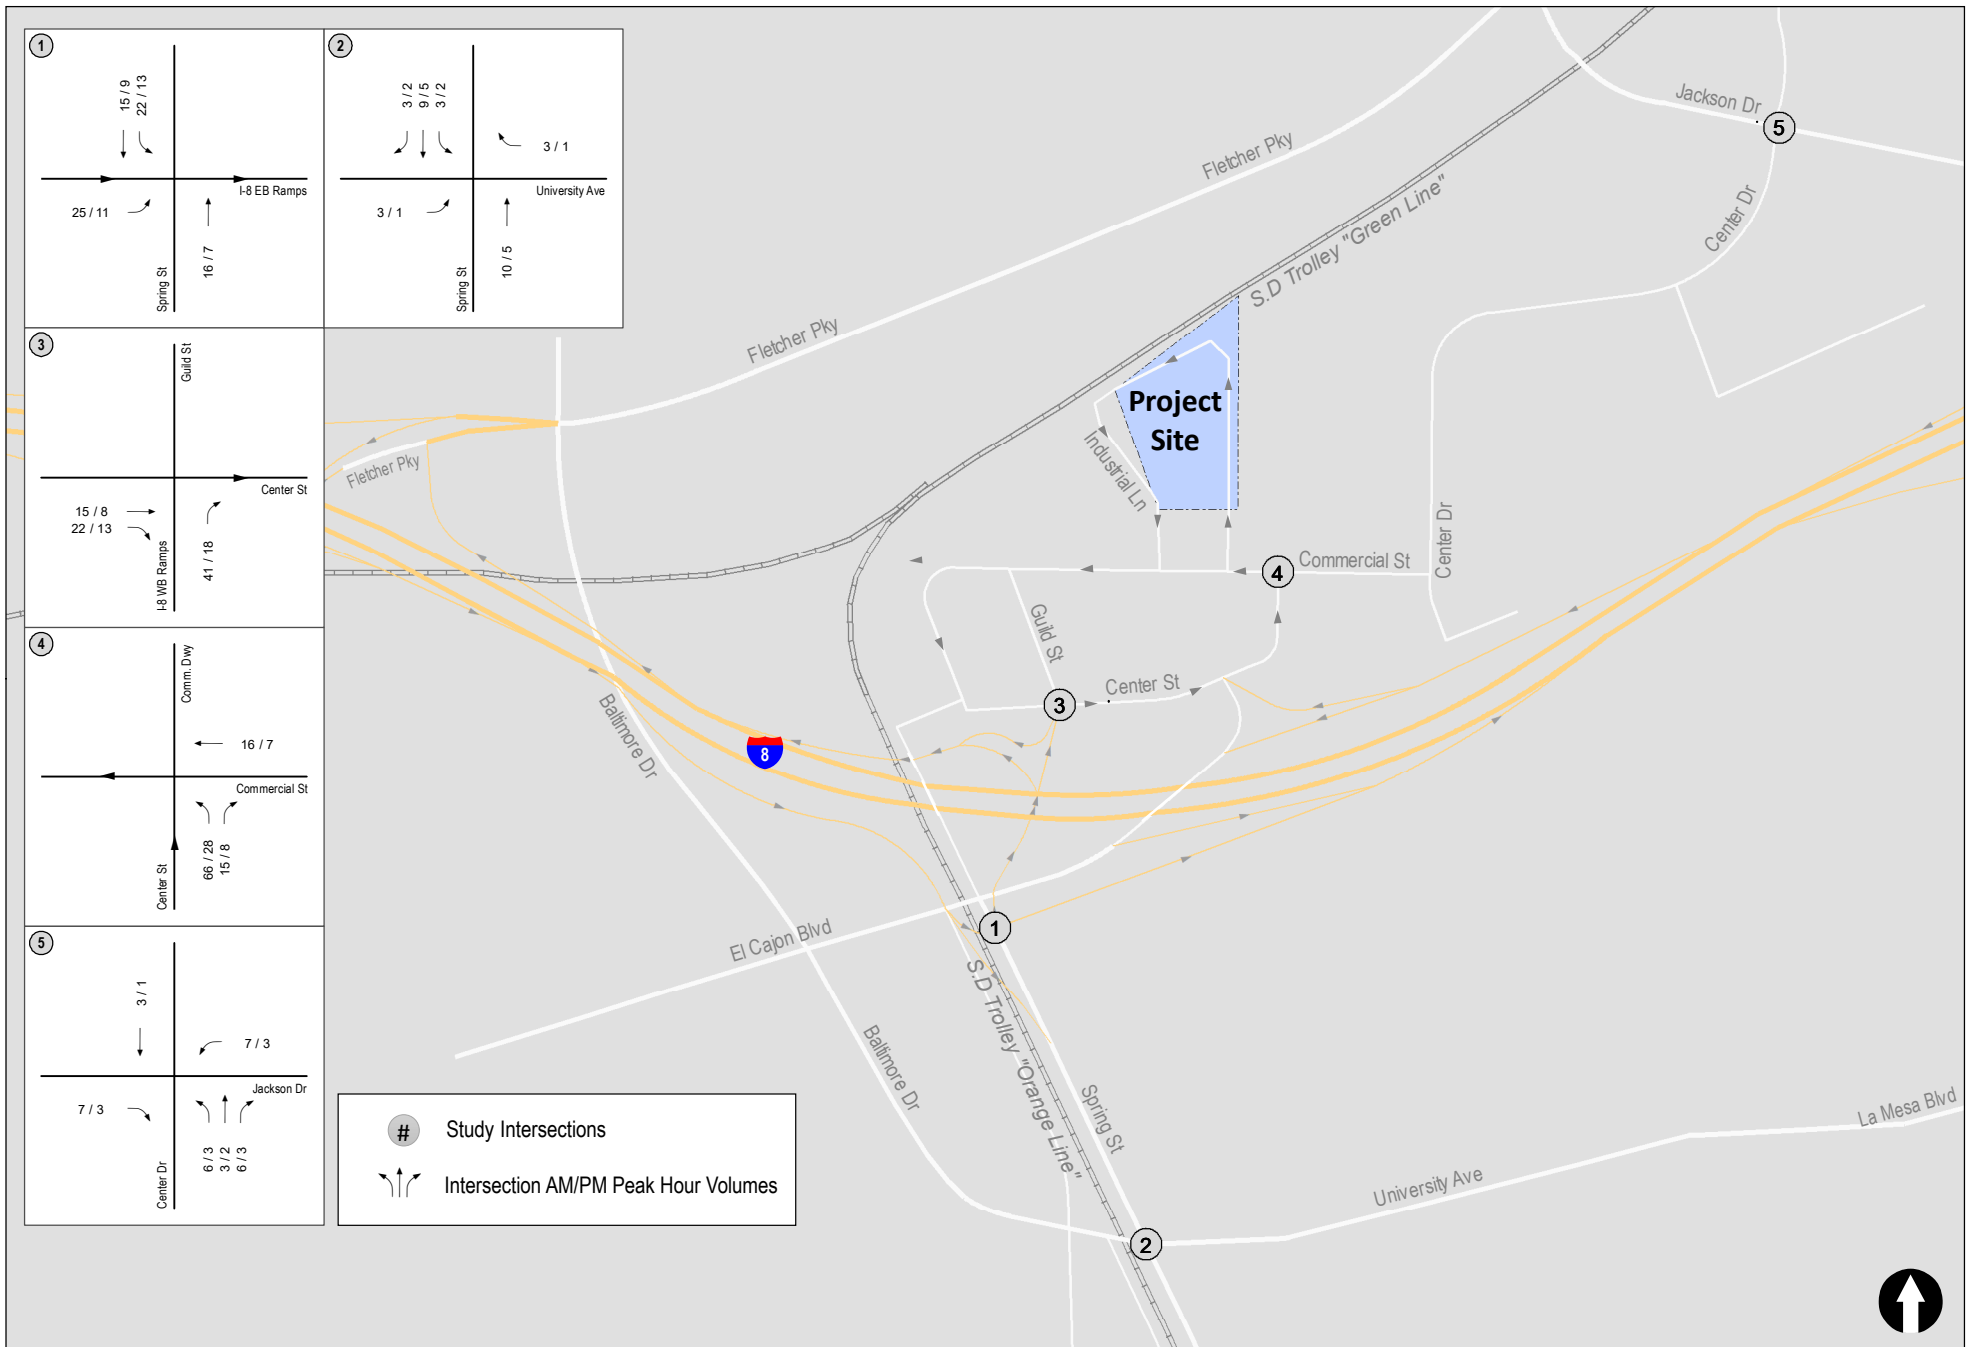 1
15 / 9
22 / 13
I-8 EB Ramps
25 / 11
16 / 7
Spring St
2
3 / 2
9 / 5
3 / 2
3 / 1
University Ave
3 / 1
10 / 5
Spring St
3
Guild St
Center St
15 / 8
22 / 13
41 / 18
I-8 WB Ramps
4
Comm. Dwy
16 / 7
Commercial St
66 / 28
15 / 8
Center St
5
3 / 1
7 / 3
Jackson Dr
7 / 3
6 / 3
3 / 2
6 / 3
Center Dr
Jackson Dr
5
Fletcher Pky
Center Dr
S.D Trolley "Green Line"
Fletcher Pky
Project
Site
Fletcher Pky
Industrial Ln
Center Dr
Commercial St
4
Guild St
Center St
3
Baltimore Dr
8
1
El Cajon Blvd
S.D Trolley "Orange Line"
Baltimore Dr
Spring St
La Mesa Blvd
University Ave
2
# Study Intersections
Intersection AM/PM Peak Hour Volumes